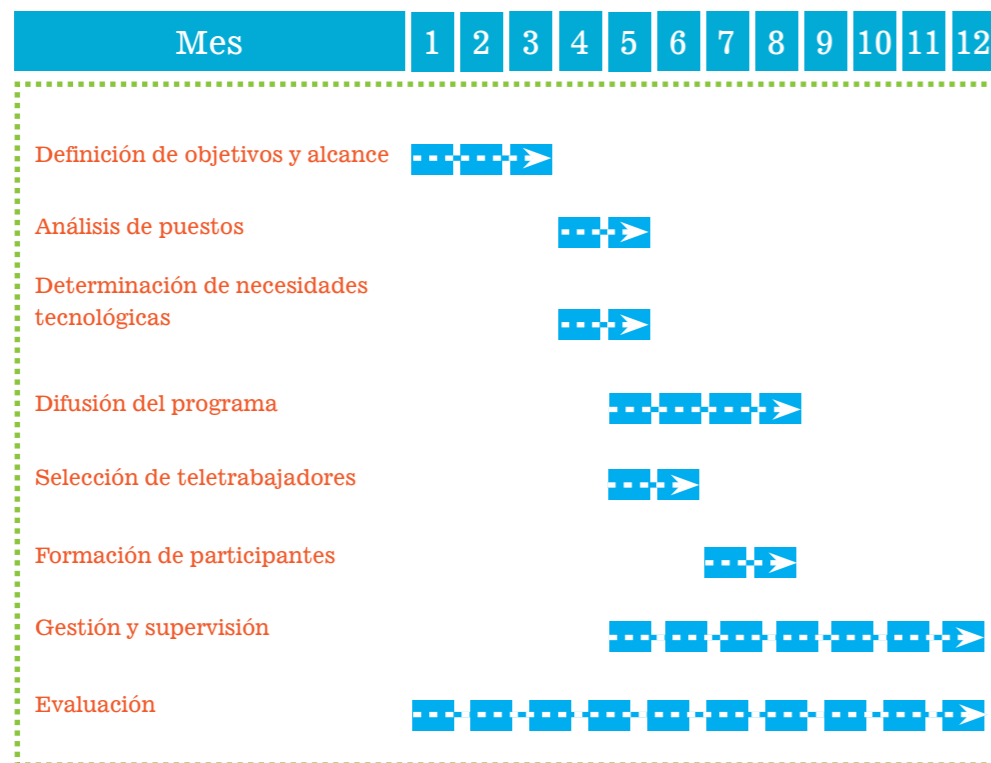 Mes 1 2 3 4 5 6 7 8 9 10 11 12
Definición de objetivos y alcance
Análisis de puestos
Determinación de necesidades
tecnológicas
Difusión del programa
Selección de teletrabajadores
Formación de participantes
Gestión y supervisión
Evaluación